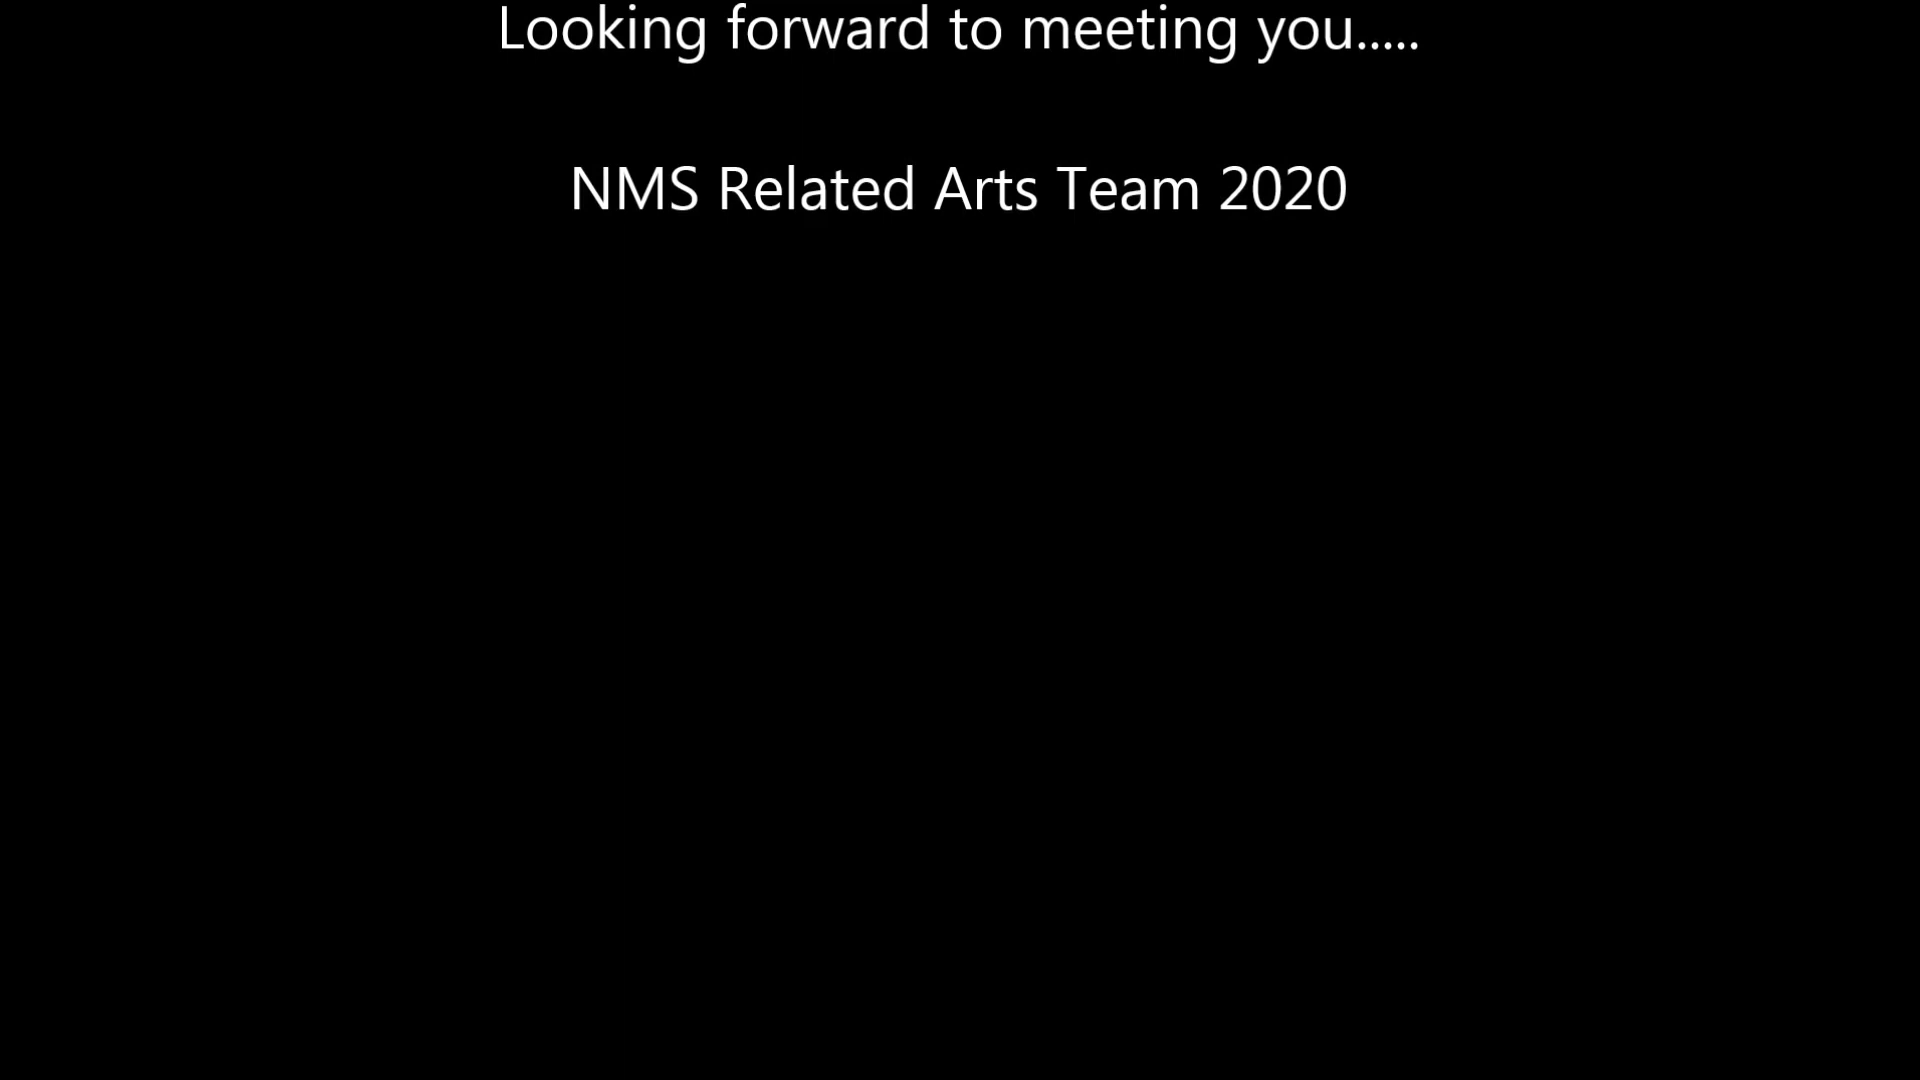 Looking forward to meeting you.....
NMS Related Arts Team 2020